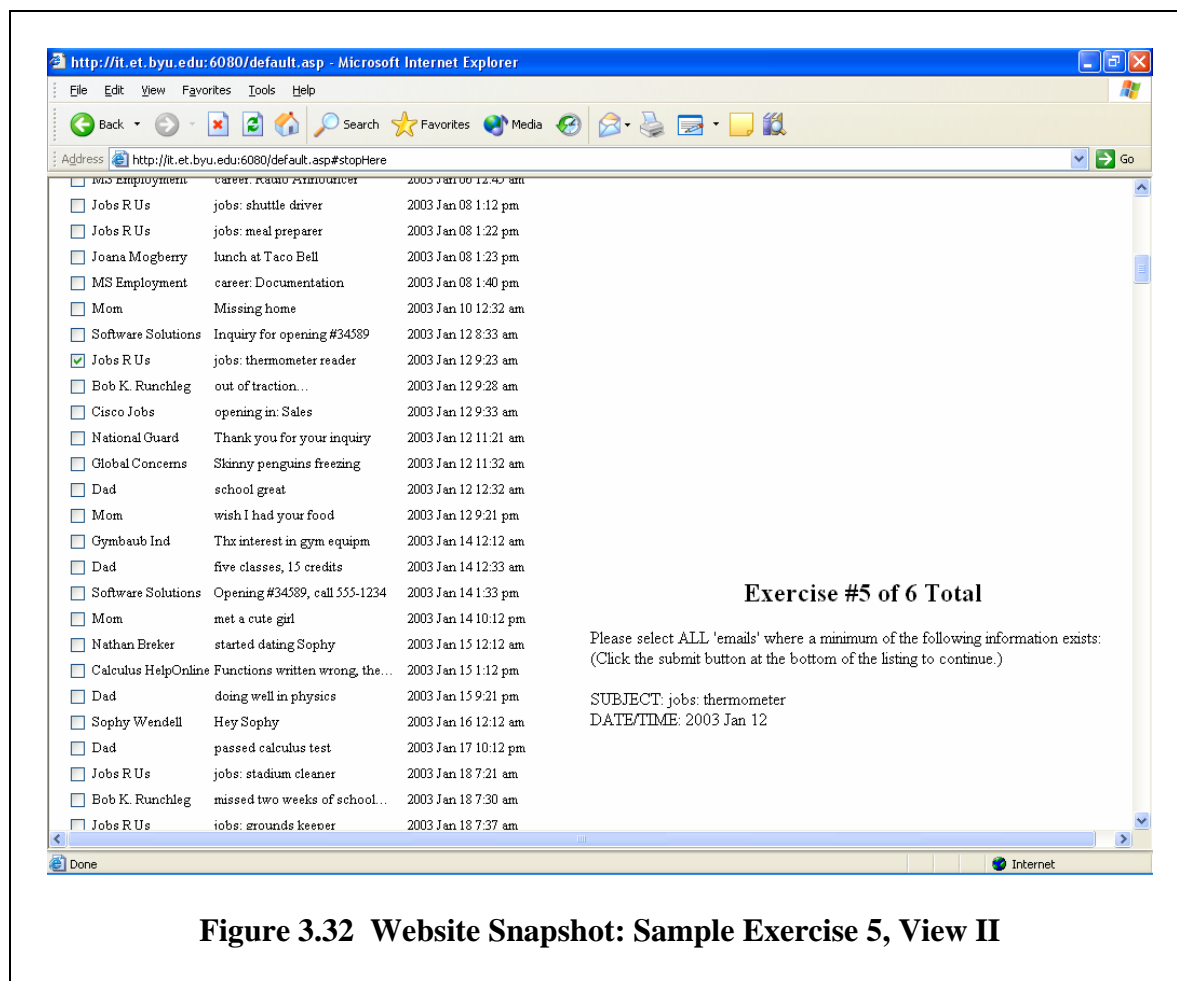 http://it.et.byu.edu:6080/default.asp - Microsoft Internet Explorer
File Edit View Favorites Tools Help
Back Search Favorites Media
Address http://it.et.byu.edu:6080/default.asp#stopHere Go
MS Employment career: Radio Announcer 2003 Jan 06 12:45 am
Jobs R Us jobs: shuttle driver 2003 Jan 08 1:12 pm
Jobs R Us jobs: meal preparer 2003 Jan 08 1:22 pm
Joana Mogberry lunch at Taco Bell 2003 Jan 08 1:23 pm
MS Employment career: Documentation 2003 Jan 08 1:40 pm
Mom Missing home 2003 Jan 10 12:32 am
Software Solutions Inquiry for opening #34589 2003 Jan 12 8:33 am
Jobs R Us jobs: thermometer reader 2003 Jan 12 9:23 am
Bob K. Runchleg out of traction... 2003 Jan 12 9:28 am
Cisco Jobs opening in: Sales 2003 Jan 12 9:33 am
National Guard Thank you for your inquiry 2003 Jan 12 11:21 am
Global Concerns Skinny penguins freezing 2003 Jan 12 11:32 am
Dad school great 2003 Jan 12 12:32 am
Mom wish I had your food 2003 Jan 12 9:21 pm
Gymbaub Ind Thx interest in gym equipm 2003 Jan 14 12:12 am
Dad five classes, 15 credits 2003 Jan 14 12:33 am
Software Solutions Opening #34589, call 555-1234 2003 Jan 14 1:33 pm
Mom met a cute girl 2003 Jan 14 10:12 pm
Nathan Breker started dating Sophy 2003 Jan 15 12:12 am
Calculus HelpOnline Functions written wrong, the... 2003 Jan 15 1:12 pm
Dad doing well in physics 2003 Jan 15 9:21 pm
Sophy Wendell Hey Sophy 2003 Jan 16 12:12 am
Dad passed calculus test 2003 Jan 17 10:12 pm
Jobs R Us jobs: stadium cleaner 2003 Jan 18 7:21 am
Bob K. Runchleg missed two weeks of school... 2003 Jan 18 7:30 am
Jobs R Us jobs: grounds keeper 2003 Jan 18 7:37 am
Exercise #5 of 6 Total
Please select ALL 'emails' where a minimum of the following information exists:
(Click the submit button at the bottom of the listing to continue.)
SUBJECT: jobs: thermometer
DATE/TIME: 2003 Jan 12
Done Internet
Figure 3.32 Website Snapshot: Sample Exercise 5, View II